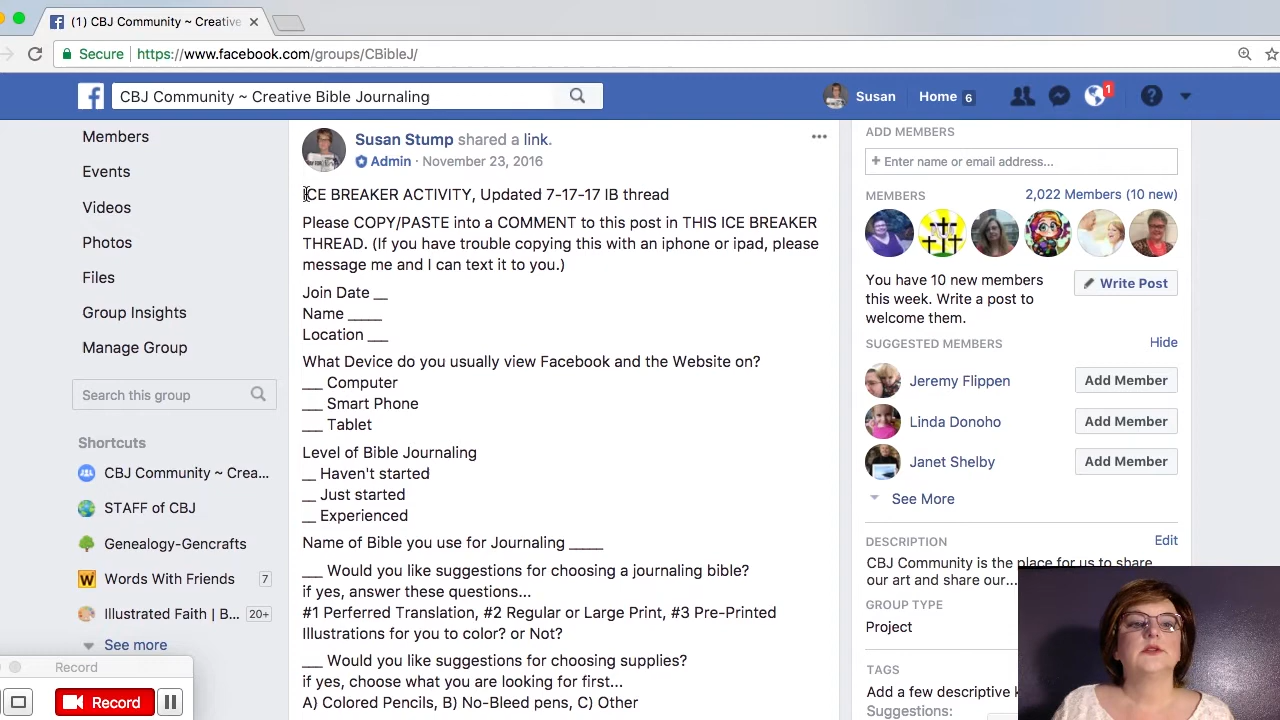 (1) CBJ Community ~ Creative
Secure https://www.facebook.com/groups/CBibleJ/
CBJ Community ~ Creative Bible Journaling
Susan
Home 6
1
Members
Events
Videos
Photos
Files
Group Insights
Manage Group
Search this group
Shortcuts
CBJ Community ~ Crea...
STAFF of CBJ
Genealogy-Gencrafts
Words With Friends 7
Illustrated Faith | B... 20+
See more
Record
Record
Susan Stump shared a link.
Admin · November 23, 2016
ICE BREAKER ACTIVITY, Updated 7-17-17 IB thread
Please COPY/PASTE into a COMMENT to this post in THIS ICE BREAKER
THREAD. (If you have trouble copying this with an iphone or ipad, please
message me and I can text it to you.)
Join Date __
Name _____
Location ___
What Device do you usually view Facebook and the Website on?
___ Computer
___ Smart Phone
___ Tablet
Level of Bible Journaling
__ Haven't started
__ Just started
__ Experienced
Name of Bible you use for Journaling _____
___ Would you like suggestions for choosing a journaling bible?
if yes, answer these questions...
#1 Perferred Translation, #2 Regular or Large Print, #3 Pre-Printed
Illustrations for you to color? or Not?
___ Would you like suggestions for choosing supplies?
if yes, choose what you are looking for first...
A) Colored Pencils, B) No-Bleed pens, C) Other
ADD MEMBERS
+ Enter name or email address...
MEMBERS 2,022 Members (10 new)
You have 10 new members
this week. Write a post to
welcome them.
Write Post
SUGGESTED MEMBERS Hide
Jeremy Flippen Add Member
Linda Donoho Add Member
Janet Shelby Add Member
See More
DESCRIPTION Edit
CBJ Community is the place for us to share
our art and share our...
GROUP TYPE
Project
TAGS
Add a few descriptive
Suggestions: